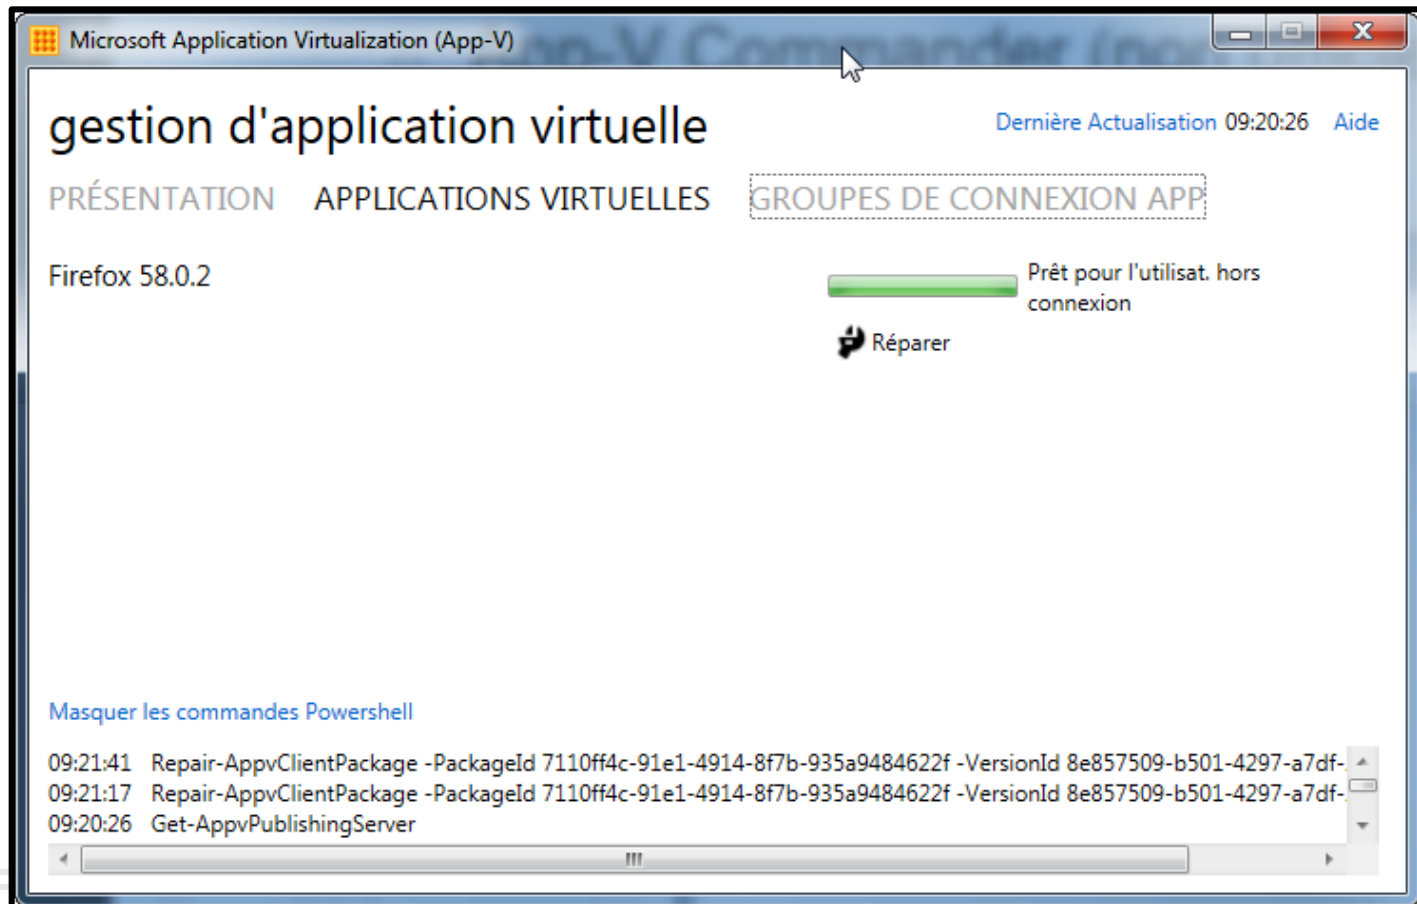 Microsoft Application Virtualization (App-V)
App-V Commander (non
gestion d'application virtuelle
Dernière Actualisation 09:20:26 Aide
PRÉSENTATION APPLICATIONS VIRTUELLES GROUPES DE CONNEXION APP
Firefox 58.0.2
Prêt pour l'utilisat. hors
connexion
Réparer
Masquer les commandes Powershell
09:21:41 Repair-AppvClientPackage -PackageId 7110ff4c-91e1-4914-8f7b-935a9484622f -VersionId 8e857509-b501-4297-a7df-
09:21:17 Repair-AppvClientPackage -PackageId 7110ff4c-91e1-4914-8f7b-935a9484622f -VersionId 8e857509-b501-4297-a7df-
09:20:26 Get-AppvPublishingServer